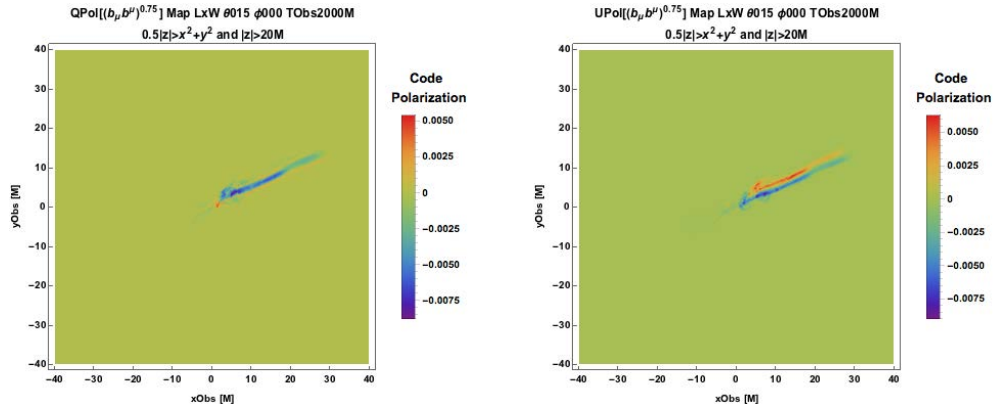 QPol[(b_μ b^μ)^0.75] Map LxW θ015 ϕ000 TObs2000M
0.5|z|>x²+y² and |z|>20M
40
30
20
10
0
−10
−20
−30
−40
yObs [M]
−40 −30 −20 −10 0 10 20 30 40
xObs [M]
Code
Polarization
0.0050
0.0025
0
−0.0025
−0.0050
−0.0075
UPol[(b_μ b^μ)^0.75] Map LxW θ015 ϕ000 TObs2000M
0.5|z|>x²+y² and |z|>20M
40
30
20
10
0
−10
−20
−30
−40
yObs [M]
−40 −30 −20 −10 0 10 20 30 40
xObs [M]
Code
Polarization
0.0050
0.0025
0
−0.0025
−0.0050
−0.0075